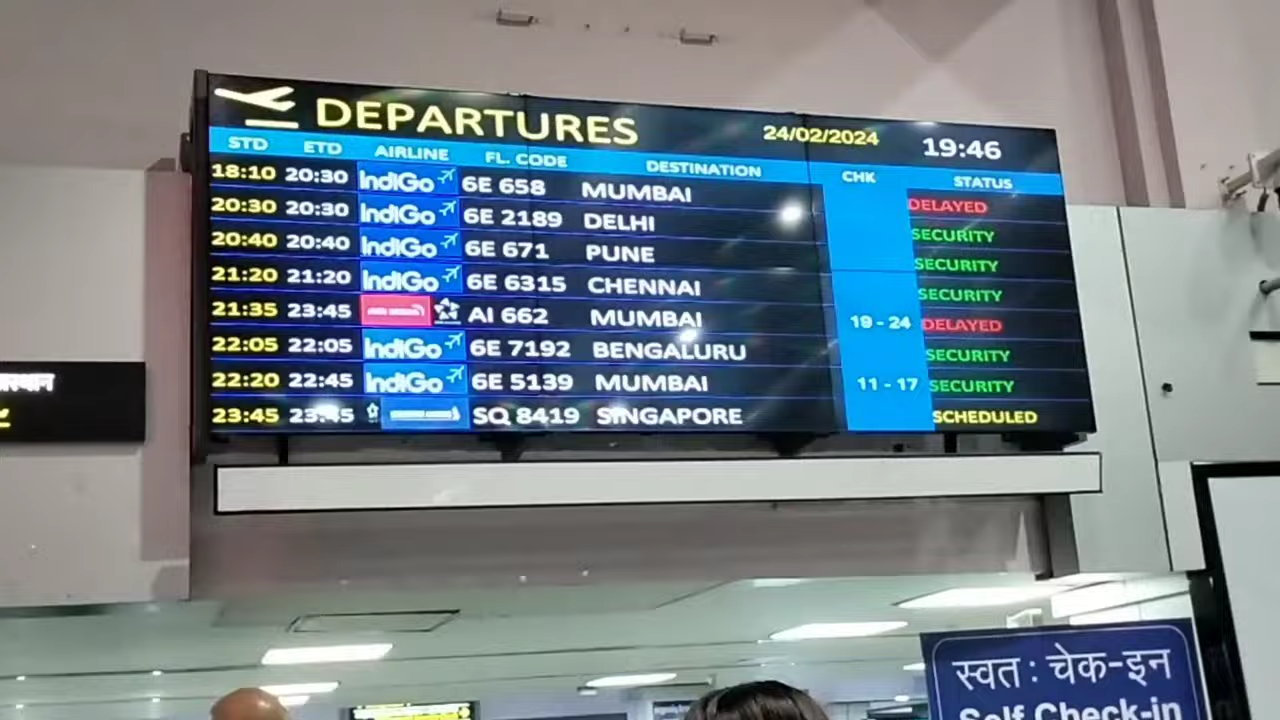 DEPARTURES 24/02/2024 19:46
STD ETD AIRLINE FL. CODE DESTINATION CHK STATUS
18:10 20:30 IndiGo 6E 658 MUMBAI DELAYED
20:30 20:30 IndiGo 6E 2189 DELHI SECURITY
20:40 20:40 IndiGo 6E 671 PUNE SECURITY
21:20 21:20 IndiGo 6E 6315 CHENNAI SECURITY
21:35 23:45 AI 662 MUMBAI 19 - 24 DELAYED
22:05 22:05 IndiGo 6E 7192 BENGALURU SECURITY
22:20 22:45 IndiGo 6E 5139 MUMBAI 11 - 17 SECURITY
23:45 23:45 SQ 8419 SINGAPORE SCHEDULED
स्वत : चेक-इन
Self Check-in
DEPARTURES